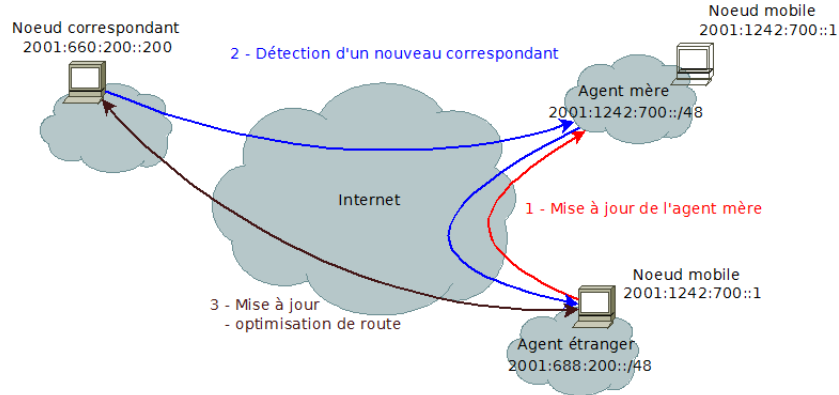 Noeud mobile
2001:1242:700::1
Noeud correspondant
2001:660:200::200
2 - Détection d'un nouveau correspondant
Agent mère
2001:1242:700::/48
Internet
1 - Mise à jour de l'agent mère
Noeud mobile
2001:1242:700::1
3 - Mise à jour
- optimisation de route
Agent étranger
2001:688:200::/48